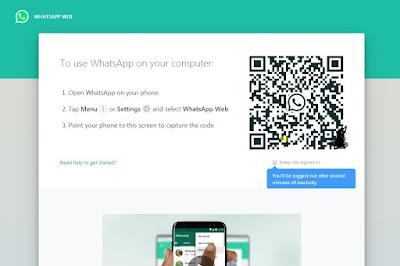 WHATSAPP WEB
To use WhatsApp on your computer:
1. Open WhatsApp on your phone
2. Tap Menu or Settings and select WhatsApp Web
3. Point your phone to this screen to capture the code
Need help to get started?
Keep me signed in
You'll be logged out after several
minutes of inactivity
WhatsApp